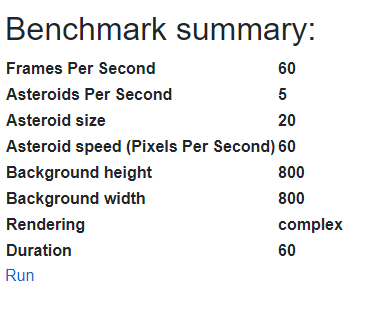 Benchmark summary:
Frames Per Second 60
Asteroids Per Second 5
Asteroid size 20
Asteroid speed (Pixels Per Second) 60
Background height 800
Background width 800
Rendering complex
Duration 60
Run